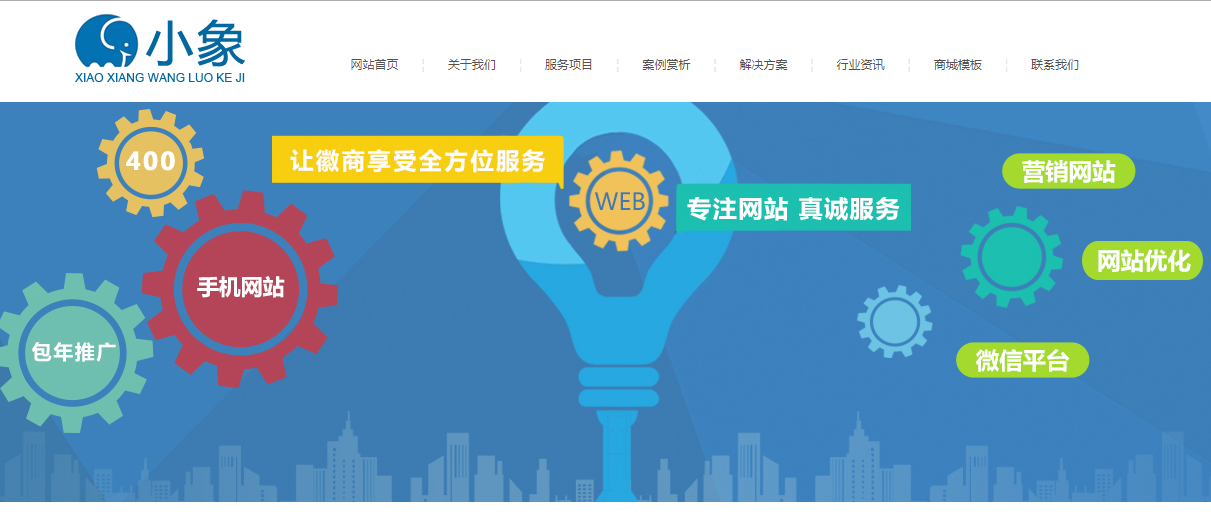 小象
XIAO XIANG WANG LUO KE JI
网站首页
关于我们
服务项目
案例赏析
解决方案
行业资讯
商城模板
联系我们
400
让徽商享受全方位服务
WEB
专注网站 真诚服务
营销网站
手机网站
网站优化
包年推广
微信平台